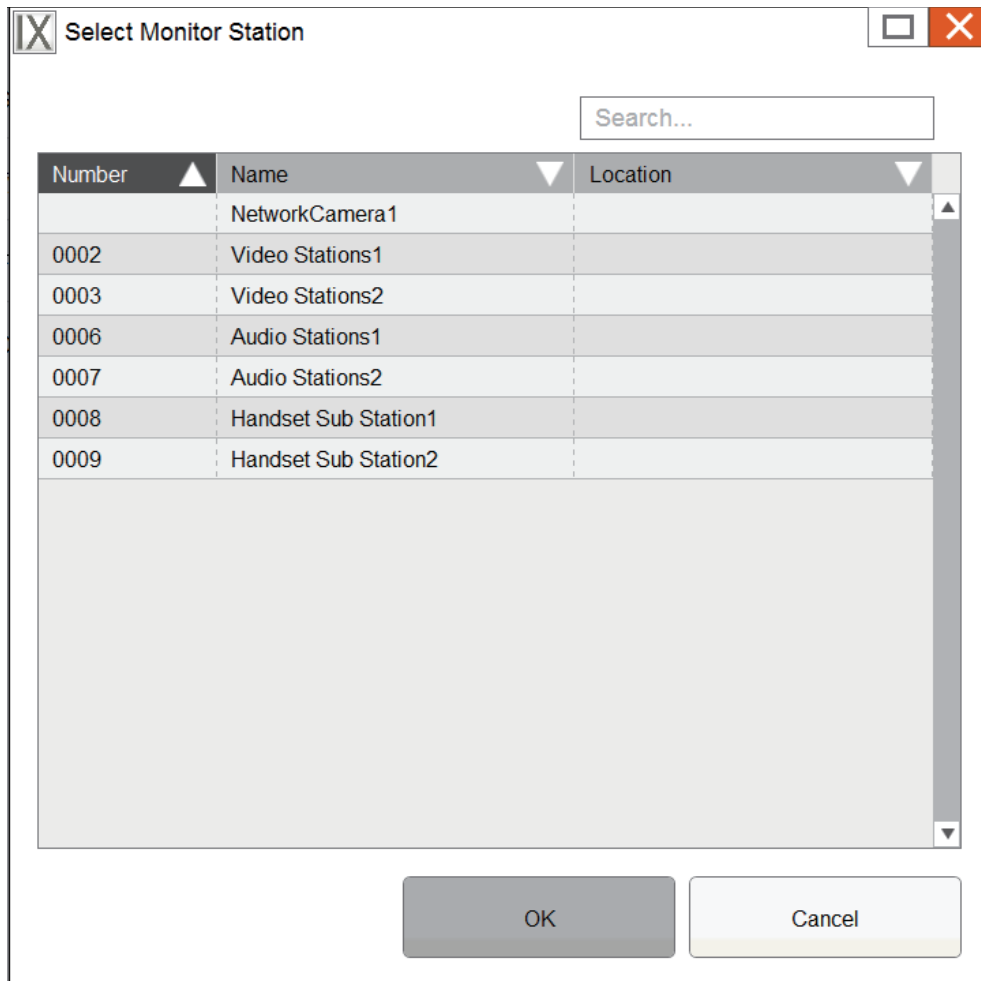 IX Select Monitor Station
Search...
Number Name Location
NetworkCamera1
0002 Video Stations1
0003 Video Stations2
0006 Audio Stations1
0007 Audio Stations2
0008 Handset Sub Station1
0009 Handset Sub Station2
OK Cancel